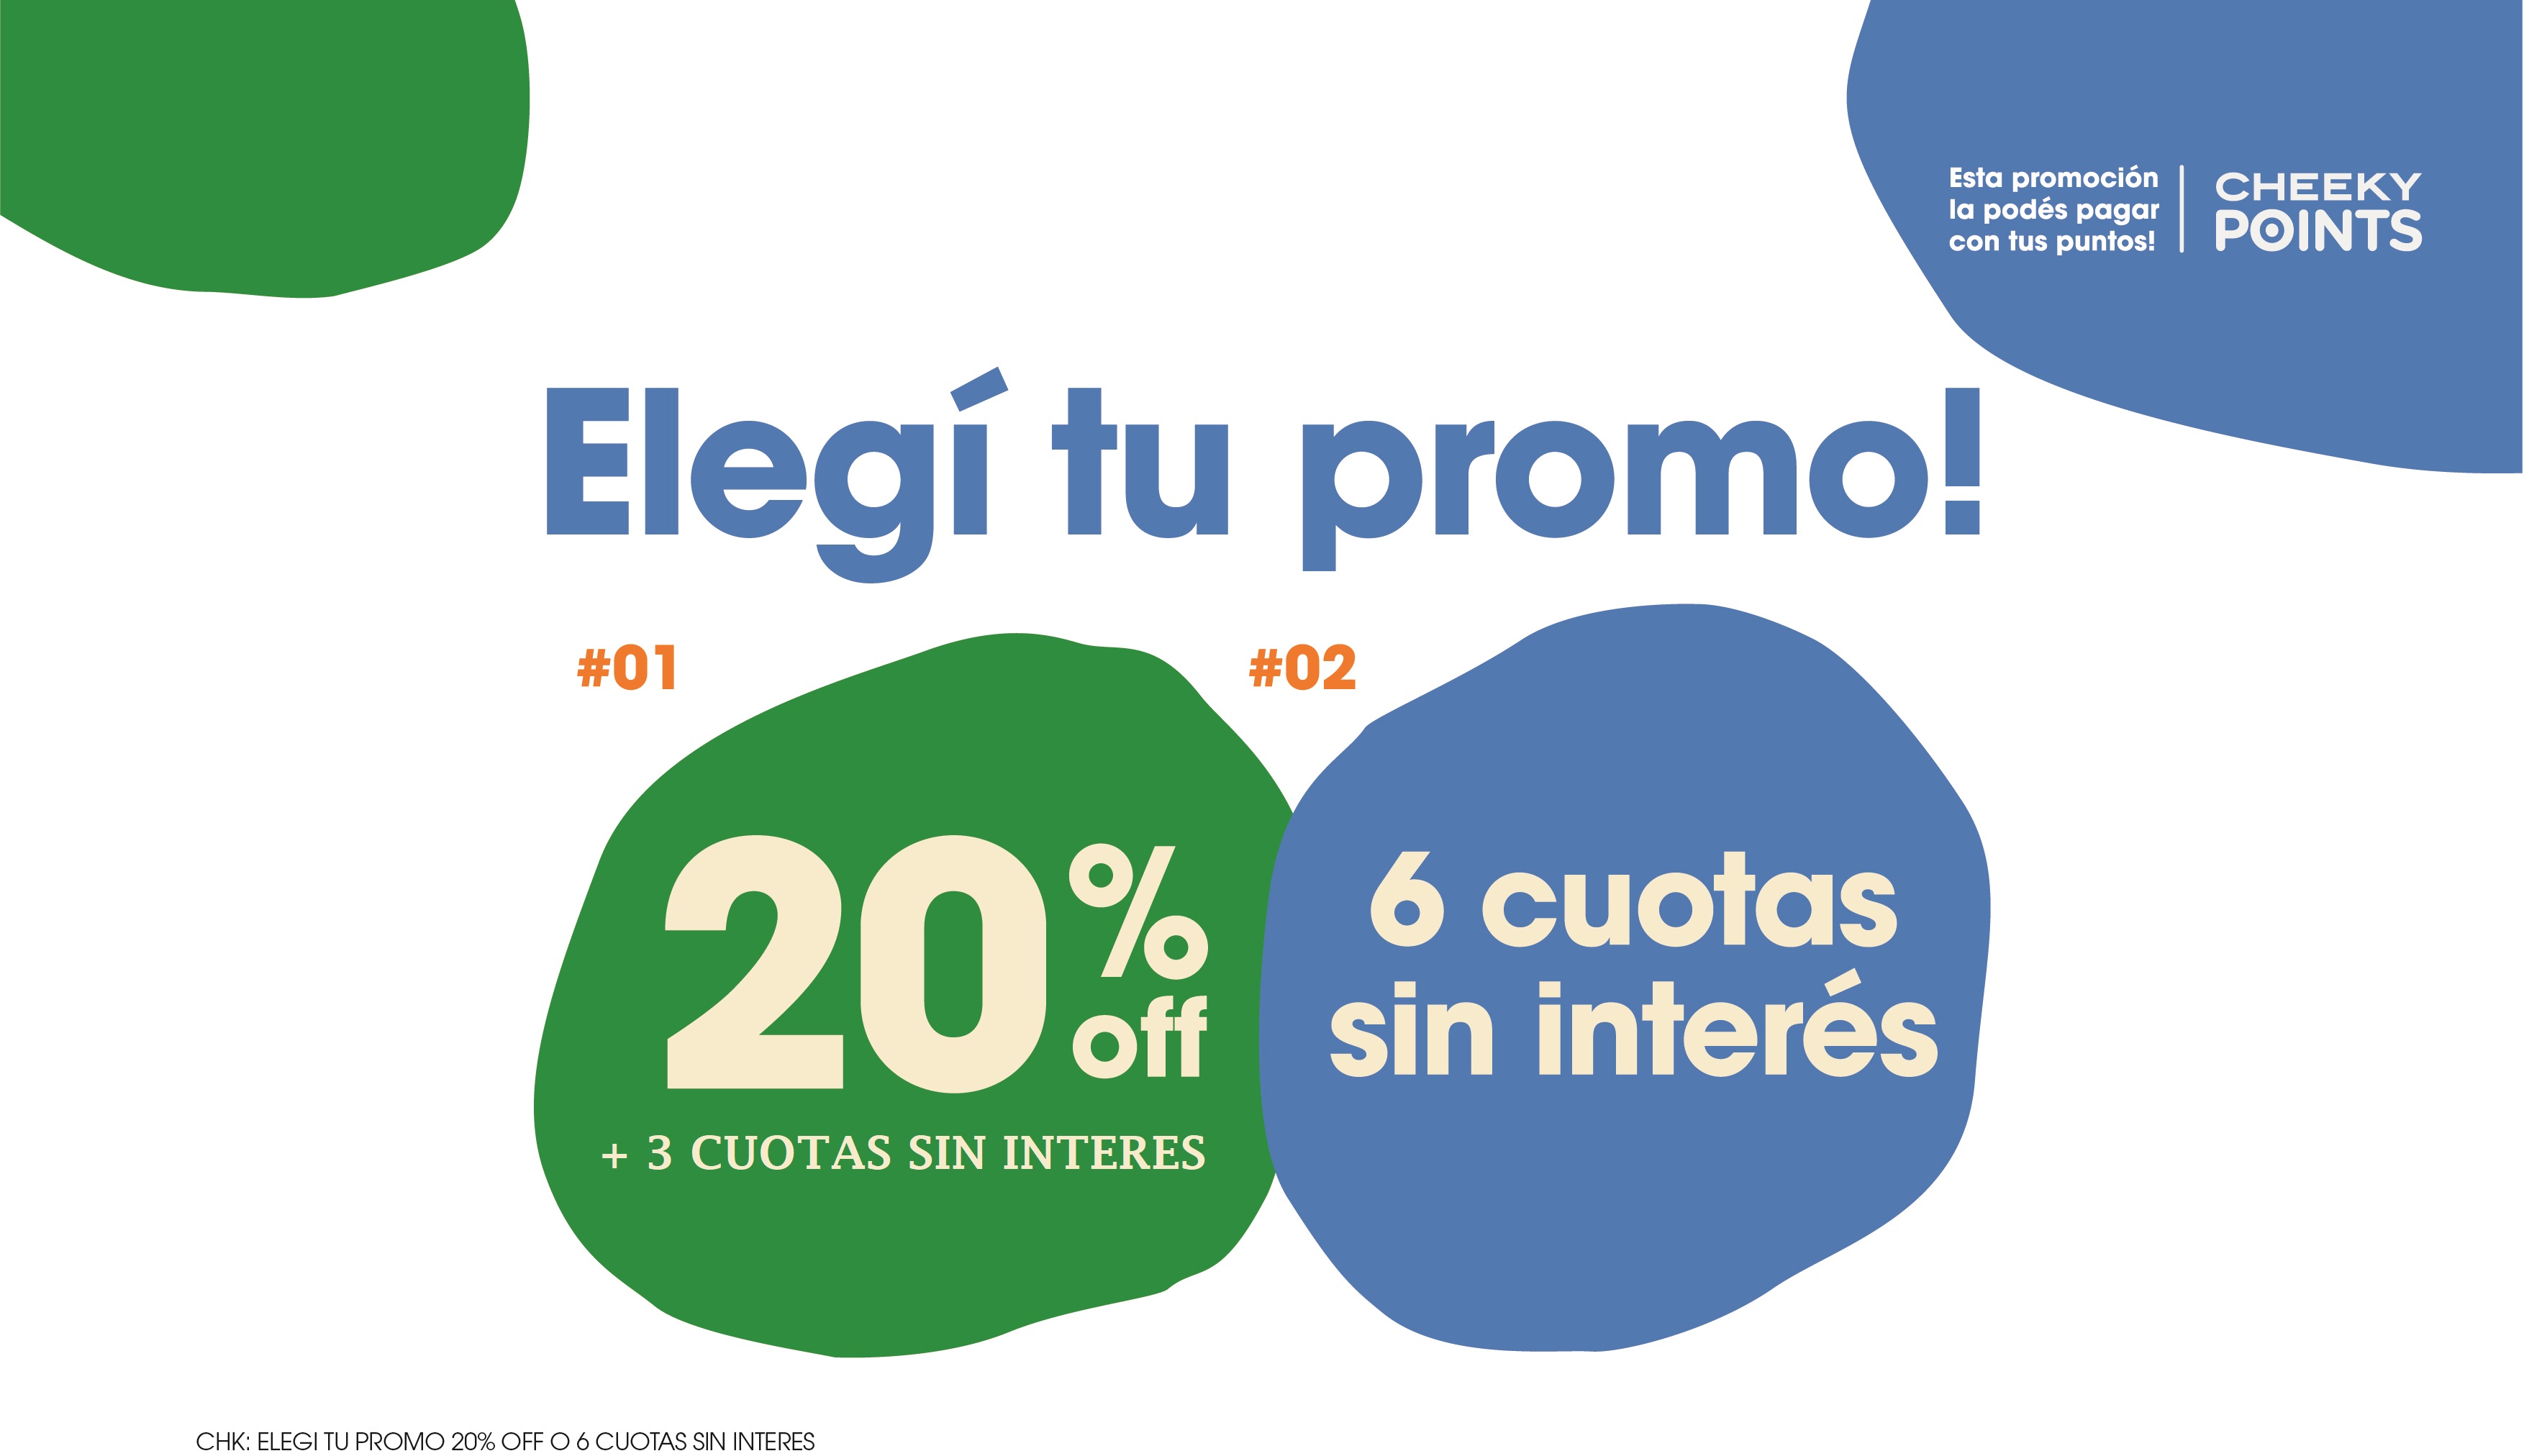 Esta promoción
la podés pagar
con tus puntos!
CHEEKY
POINTS
Elegí tu promo!
#01
20% off
+ 3 CUOTAS SIN INTERES
#02
6 cuotas
sin interés
CHK: ELEGI TU PROMO 20% OFF O 6 CUOTAS SIN INTERES